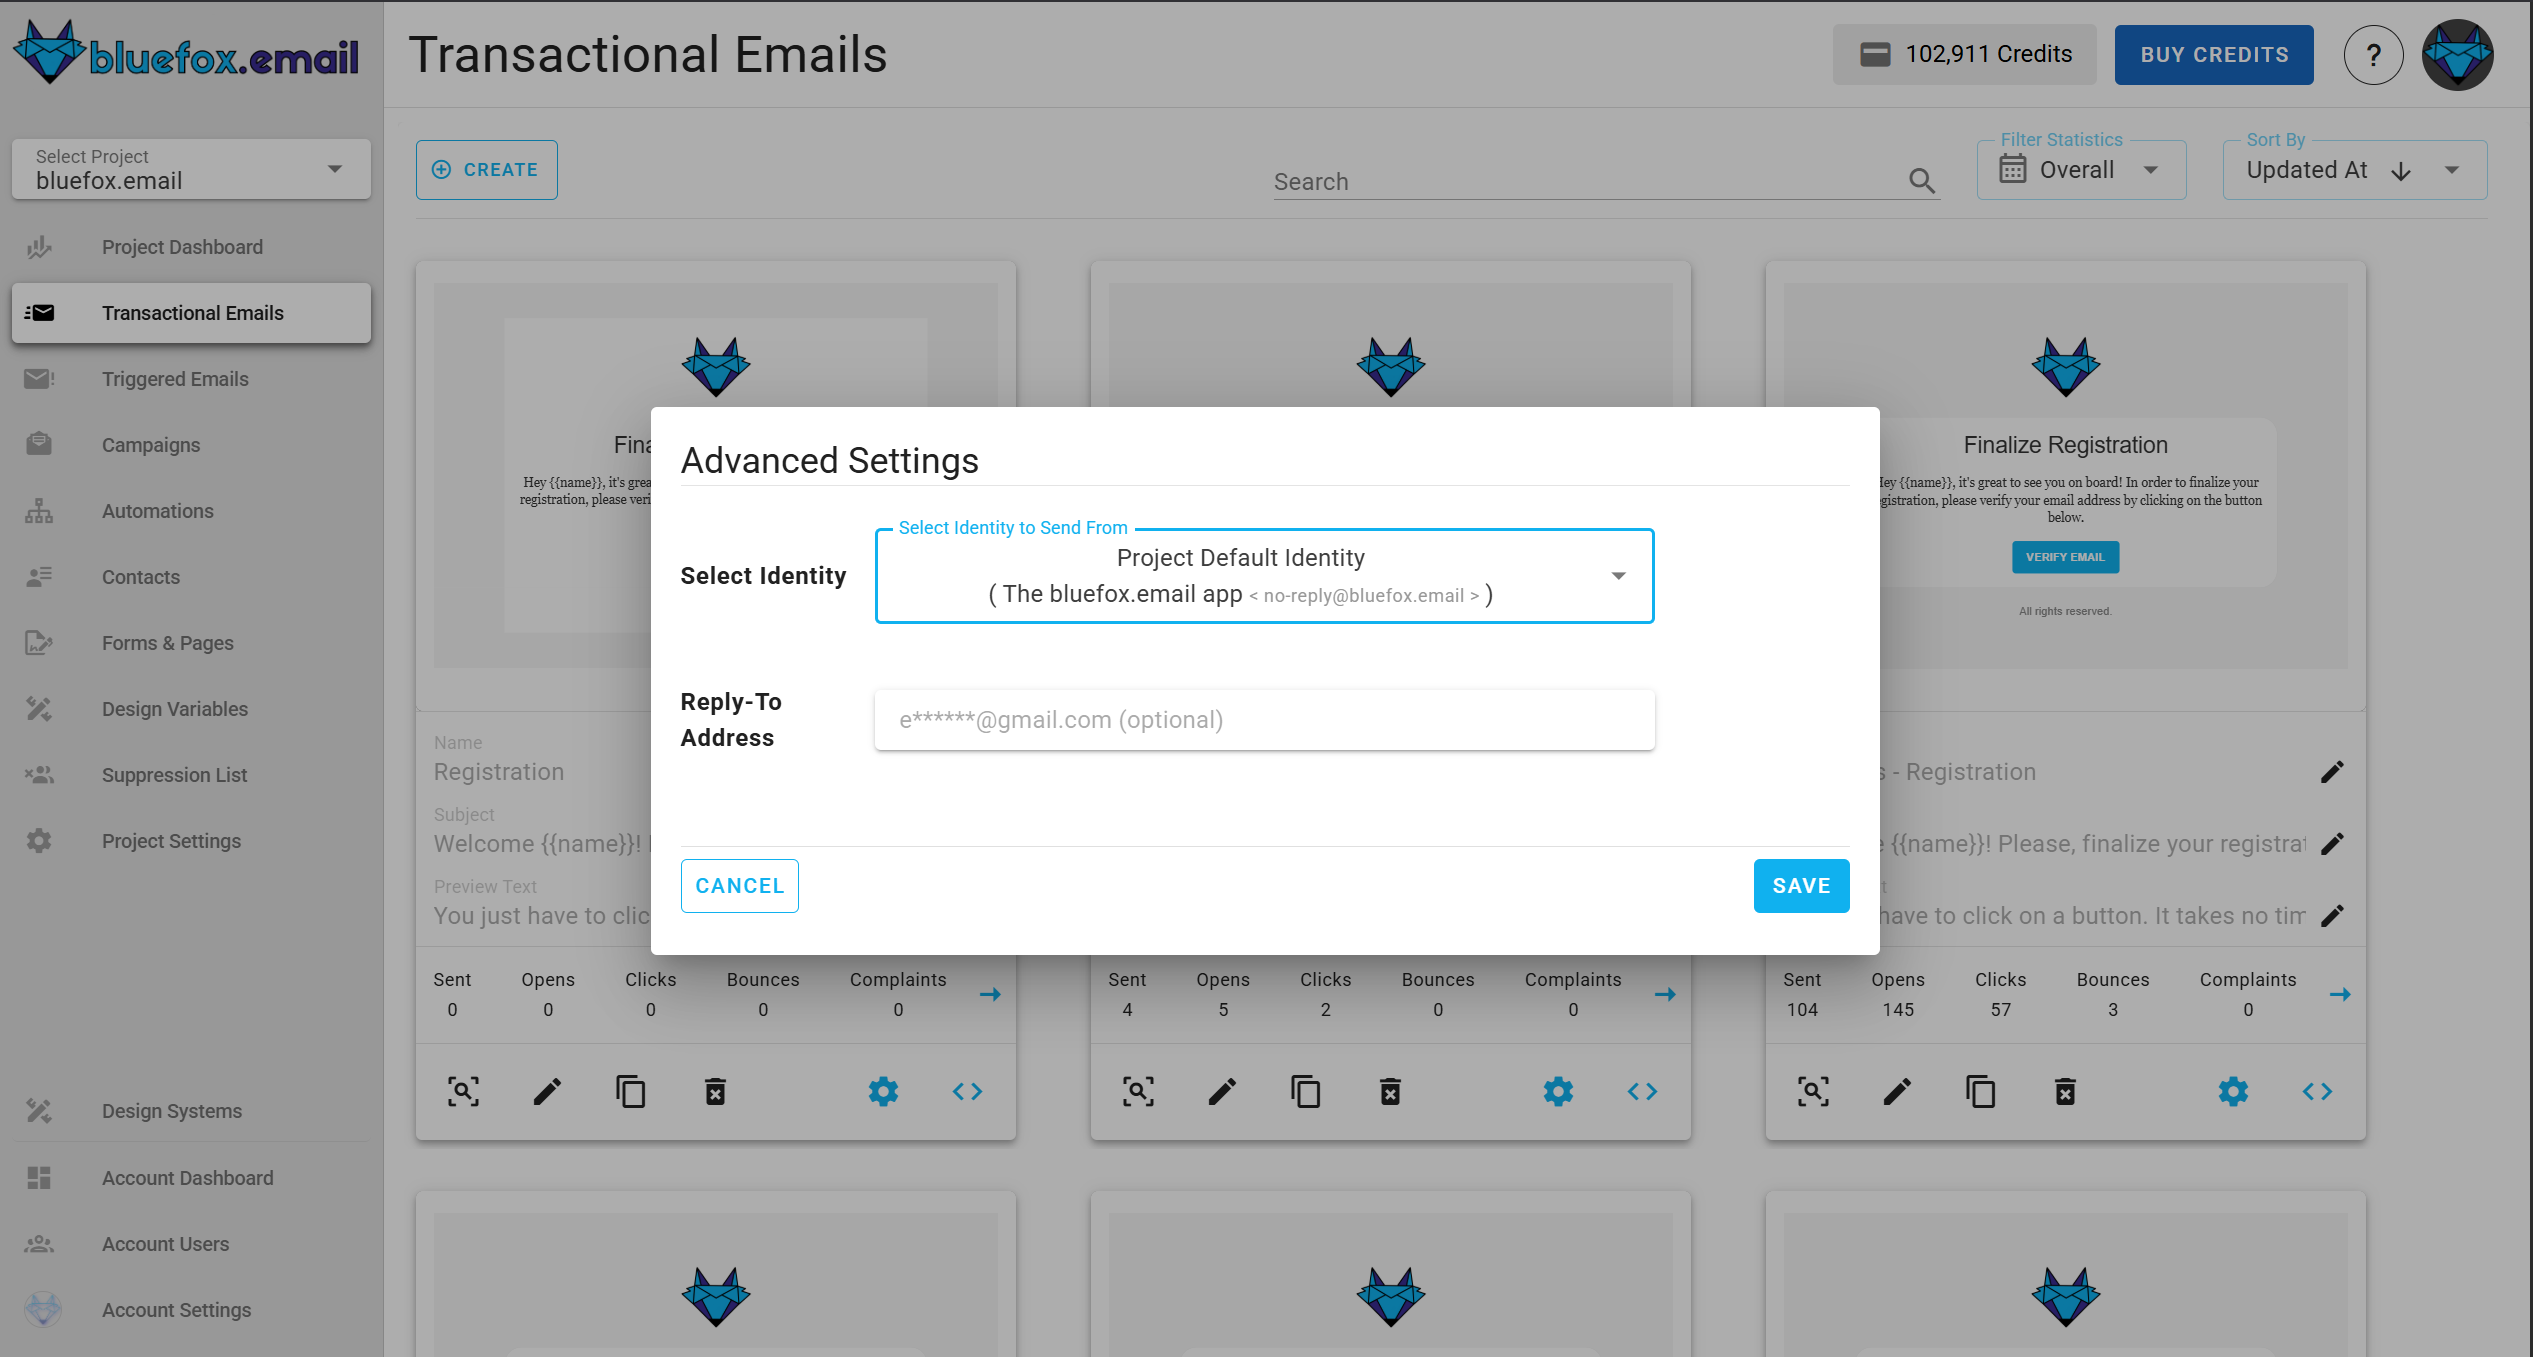 bluefox.email
Select Project
bluefox.email
Project Dashboard
Transactional Emails
Triggered Emails
Campaigns
Automations
Contacts
Forms & Pages
Design Variables
Suppression List
Project Settings
Design Systems
Account Dashboard
Account Users
Account Settings
Transactional Emails
102,911 Credits
BUY CREDITS
?
CREATE
Search
Filter Statistics
Overall
Sort By
Updated At
Advanced Settings
Select Identity
Select Identity to Send From
Project Default Identity
( The bluefox.email app < no-reply@bluefox.email > )
Reply-To
Address
e******@gmail.com (optional)
CANCEL
SAVE
Hey {{name}}, it's
registration, please
Name
Registration
Subject
Welcome {{name}}!
Preview Text
You just have to
Sent Opens Clicks Bounces Complaints
0 0 0 0 0
Sent Opens Clicks Bounces Complaints
4 5 2 0 0
Finalize Registration
{{name}}, it's great to see you on board! In order to finalize your
registration, please verify your email address by clicking on the button
below.
VERIFY EMAIL
All rights reserved.
- Registration
{{name}}! Please, finalize your
have to click on a button. It takes no
Sent Opens Clicks Bounces Complaints
104 145 57 3 0